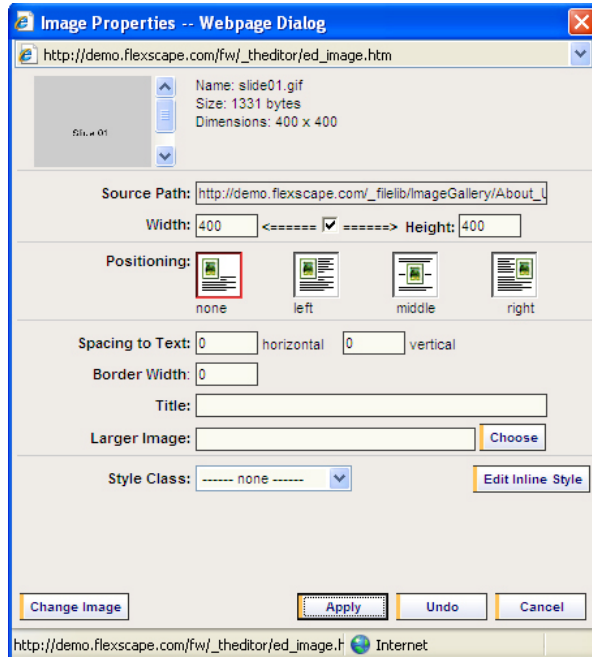 Image Properties -- Webpage Dialog
http://demo.flexscape.com/fw/_theditor/ed_image.htm
Name: slide01.gif
Size: 1331 bytes
Dimensions: 400 x 400
Slide 01
Source Path: http://demo.flexscape.com/_filelib/ImageGallery/About_U
Width: 400 <====== ======> Height: 400
Positioning:
none left middle right
Spacing to Text: 0 horizontal 0 vertical
Border Width: 0
Title:
Larger Image: Choose
Style Class: ------ none ------ Edit Inline Style
Change Image Apply Undo Cancel
http://demo.flexscape.com/fw/_theditor/ed_image.h Internet